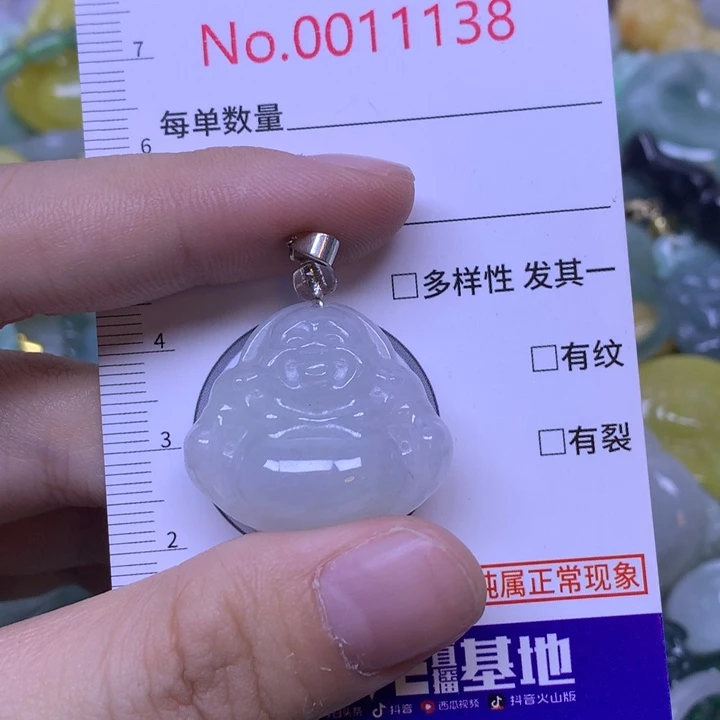 No.0011138
7
每单数量
6
□多样性 发其一
4
□有纹
3
□有裂
2
纯属正常现象
直播基地
抖音 西瓜视频 抖音火山版